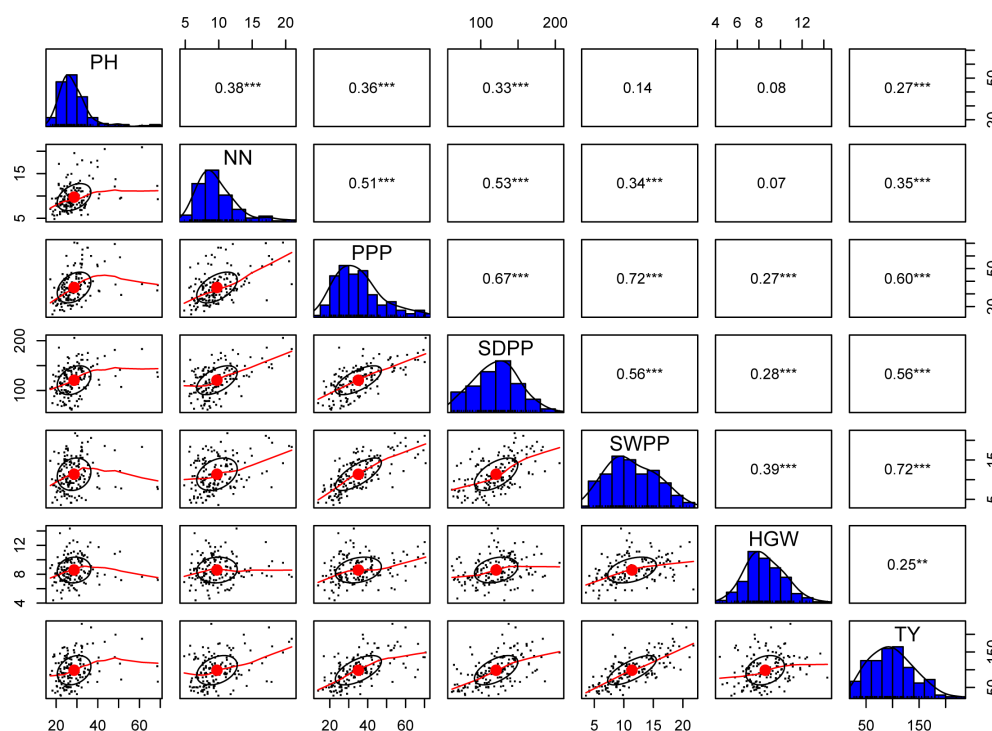 5 10 15 20 100 200 4 6 8 12
PH 0.38*** 0.36*** 0.33*** 0.14 0.08 0.27*** 20 50
5 15 NN 0.51*** 0.53*** 0.34*** 0.07 0.35***
PPP 0.67*** 0.72*** 0.27*** 0.60*** 20 50
100 200 SDPP 0.56*** 0.28*** 0.56***
SWPP 0.39*** 0.72*** 5 15
4 8 12 HGW 0.25**
TY 50 150
20 40 60 20 40 60 5 10 15 20 50 150